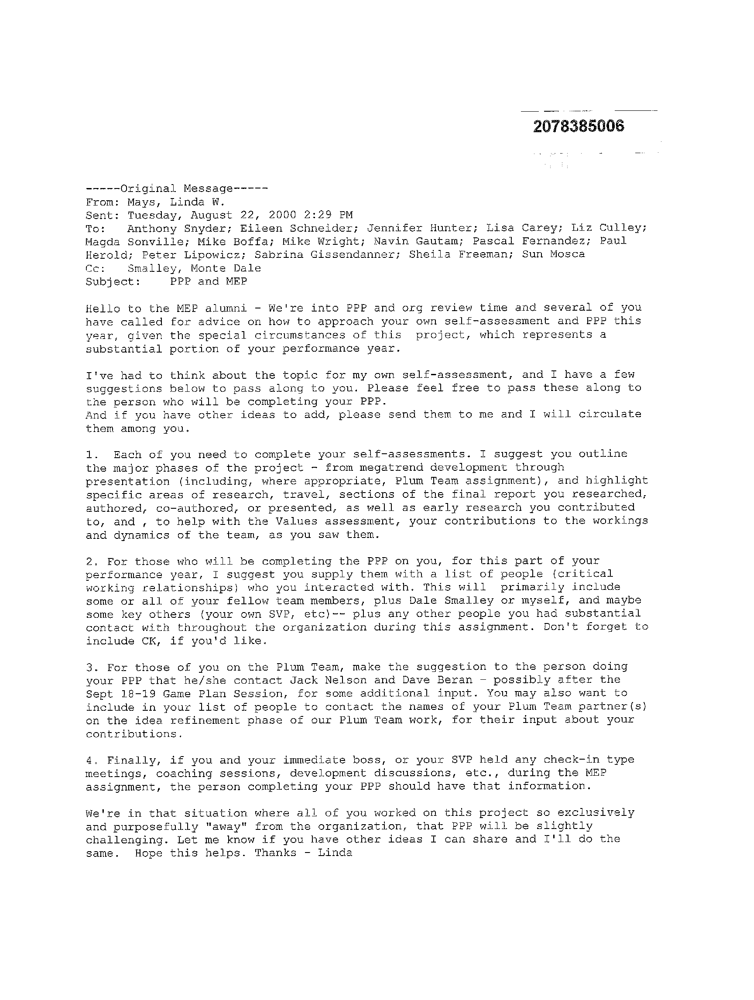 2078385006
-----Original Message-----
From: Mays, Linda W.
Sent: Tuesday, August 22, 2000 2:29 PM
To: Anthony Snyder; Eileen Schneider; Jennifer Hunter; Lisa Carey; Liz Culley;
Magda Sonville; Mike Boffa; Mike Wright; Navin Gautam; Pascal Fernandez; Paul
Herold; Peter Lipowicz; Sabrina Gissendanner; Sheila Freeman; Sun Mosca
Cc: Smalley, Monte Dale
Subject: PPP and MEP
Hello to the MEP alumni - We're into PPP and org review time and several of you
have called for advice on how to approach your own self-assessment and PPP this
year, given the special circumstances of this project, which represents a
substantial portion of your performance year.
I've had to think about the topic for my own self-assessment, and I have a few
suggestions below to pass along to you. Please feel free to pass these along to
the person who will be completing your PPP.
And if you have other ideas to add, please send them to me and I will circulate
them among you.
1. Each of you need to complete your self-assessments. I suggest you outline
the major phases of the project - from megatrend development through
presentation (including, where appropriate, Plum Team assignment), and highlight
specific areas of research, travel, sections of the final report you researched,
authored, co-authored, or presented, as well as early research you contributed
to, and , to help with the Values assessment, your contributions to the workings
and dynamics of the team, as you saw them.
2. For those who will be completing the PPP on you, for this part of your
performance year, I suggest you supply them with a list of people (critical
working relationships) who you interacted with. This will primarily include
some or all of your fellow team members, plus Dale Smalley or myself, and maybe
some key others (your own SVP, etc)-- plus any other people you had substantial
contact with throughout the organization during this assignment. Don't forget to
include CK, if you'd like.
3. For those of you on the Plum Team, make the suggestion to the person doing
your PPP that he/she contact Jack Nelson and Dave Beran - possibly after the
Sept 18-19 Game Plan Session, for some additional input. You may also want to
include in your list of people to contact the names of your Plum Team partner(s)
on the idea refinement phase of our Plum Team work, for their input about your
contributions.
4. Finally, if you and your immediate boss, or your SVP held any check-in type
meetings, coaching sessions, development discussions, etc., during the MEP
assignment, the person completing your PPP should have that information.
We're in that situation where all of you worked on this project so exclusively
and purposefully "away" from the organization, that PPP will be slightly
challenging. Let me know if you have other ideas I can share and I'll do the
same. Hope this helps. Thanks - Linda